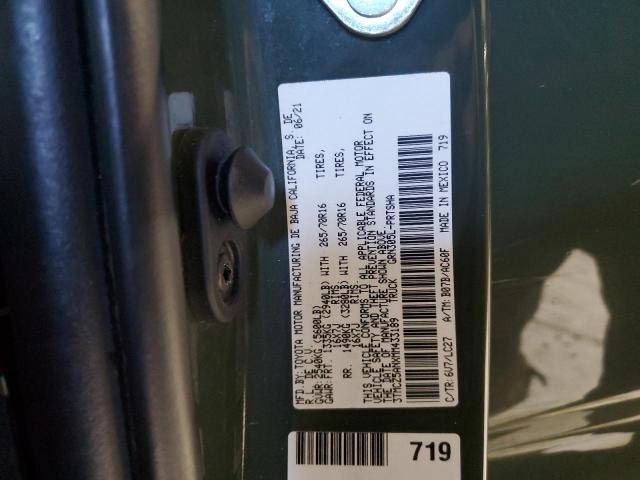 MFD BY:TOYOTA MOTOR MANUFACTURING DE BAJA CALIFORNIA, S. DE
R. DE C.V. DATE: 06/21
GVWR: 2540KG (5600LB)
GAWR: FRT. 1335KG (2940LB) WITH 265/70R16 TIRES,
16X7J RIMS,
RR. 1490KG (3280LB) WITH 265/70R16 TIRES,
16X7J RIMS
THIS VEHICLE CONFORMS TO ALL APPLICABLE FEDERAL MOTOR
VEHICLE SAFETY AND THEFT PREVENTION STANDARDS IN EFFECT ON
THE DATE OF MANUFACTURE SHOWN ABOVE.
3TMCZ5ANXMM433189 TRUCK GRN305L-PRTSHA
C/TR: 6V7/LC27 A/TM: B07B/AC60F MADE IN MEXICO 719
719